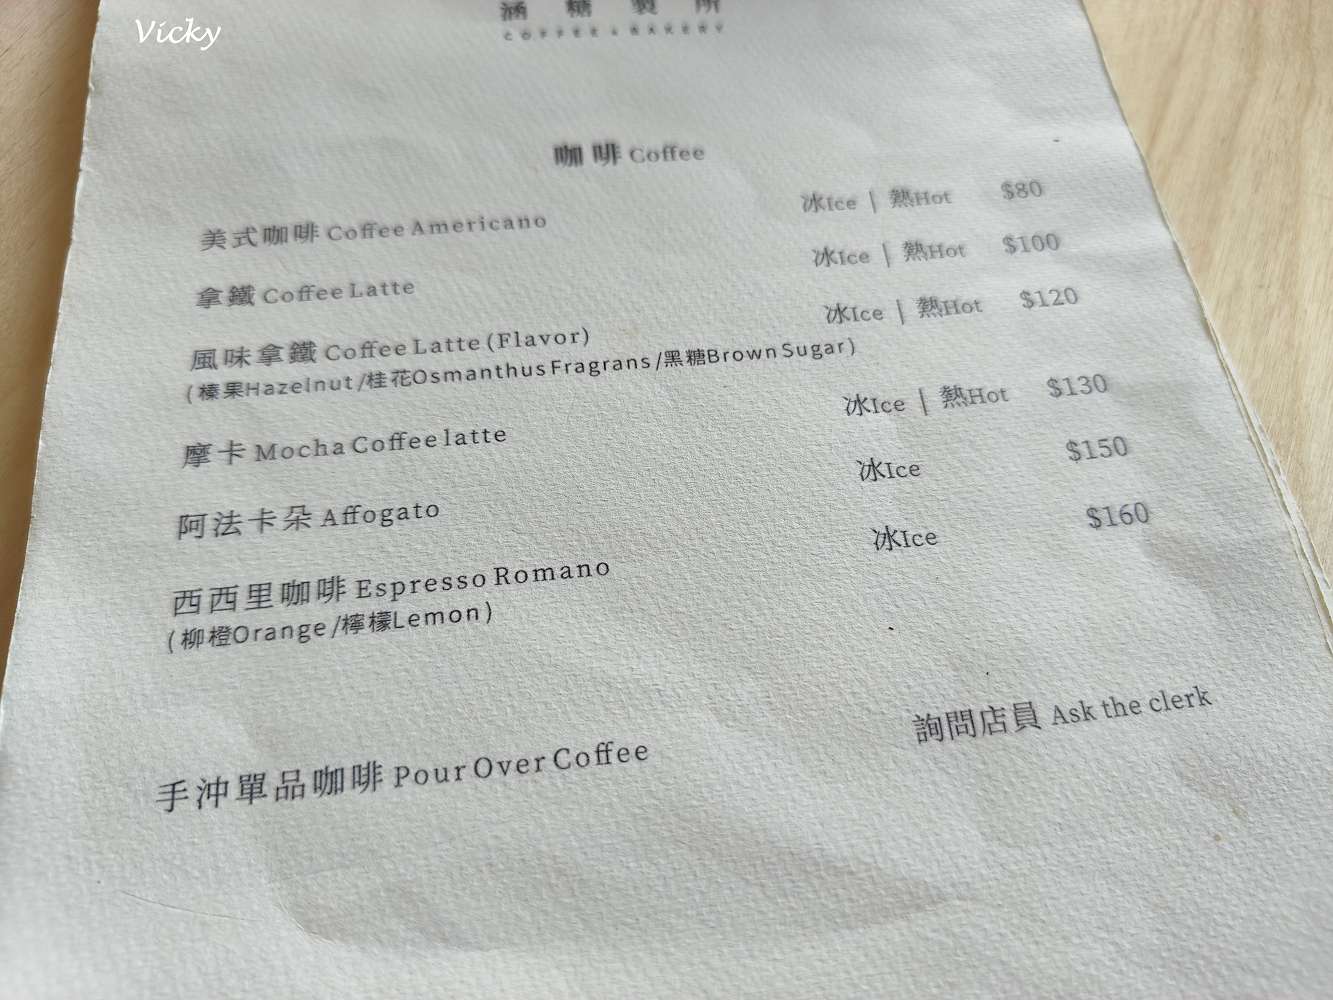 Vicky
涵糖製所
COFFEE & BAKERY
咖啡 Coffee
美式咖啡 Coffee Americano 冰Ice | 熱Hot $80
拿鐵 Coffee Latte 冰Ice | 熱Hot $100
風味拿鐵 Coffee Latte (Flavor) 冰Ice | 熱Hot $120
(榛果Hazelnut/桂花Osmanthus Fragrans/黑糖Brown Sugar)
摩卡 Mocha Coffee latte 冰Ice | 熱Hot $130
阿法卡朵 Affogato 冰Ice $150
西西里咖啡 Espresso Romano 冰Ice $160
(柳橙Orange/檸檬Lemon)
手沖單品咖啡 Pour Over Coffee 詢問店員 Ask the clerk